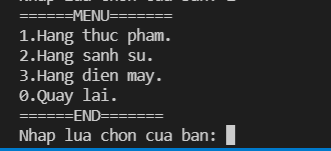 ======MENU=======
1.Hang thuc pham.
2.Hang sanh su.
3.Hang dien may.
0.Quay lai.
======END=======
Nhap lua chon cua ban: